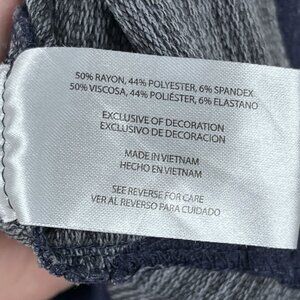 50% RAYON, 44% POLYESTER, 6% SPANDEX
50% VISCOSA, 44% POLIÉSTER, 6% ELASTANO
EXCLUSIVE OF DECORATION
EXCLUSIVO DE DECORACION
MADE IN VIETNAM
HECHO EN VIETNAM
SEE REVERSE FOR CARE
VER AL REVERSO PARA CUIDADO